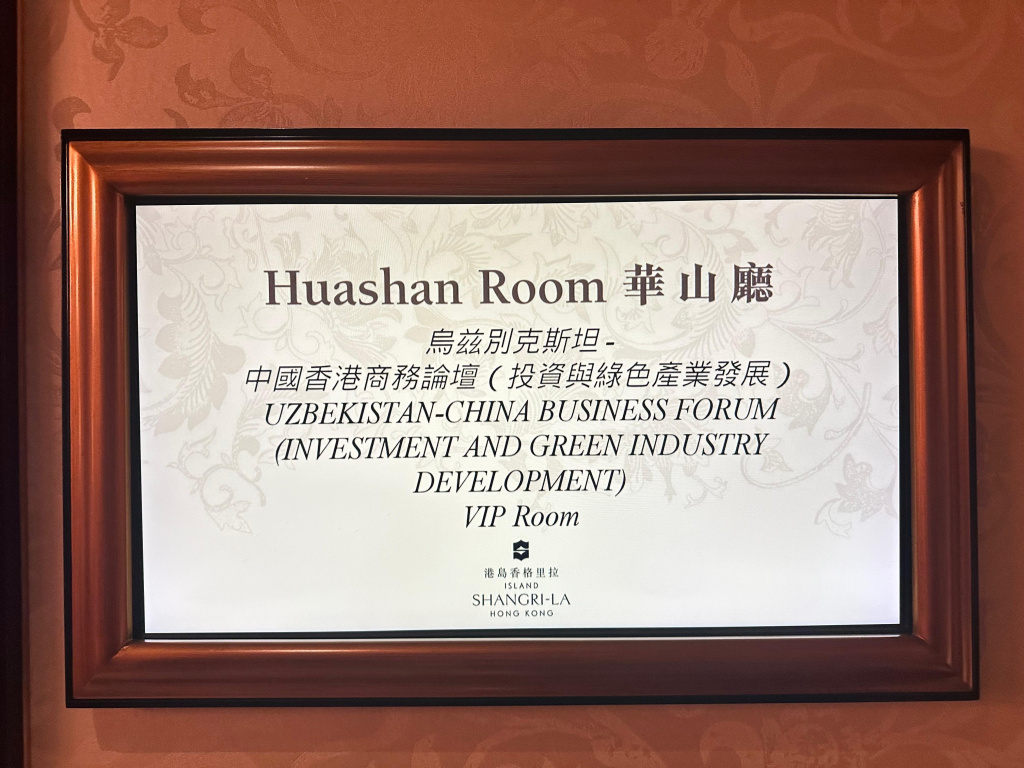 Huashan Room 華山廳
烏茲別克斯坦-
中國香港商務論壇（投資與綠色產業發展）
UZBEKISTAN-CHINA BUSINESS FORUM
(INVESTMENT AND GREEN INDUSTRY
DEVELOPMENT)
VIP Room
港島香格里拉
ISLAND
SHANGRI-LA
HONG KONG